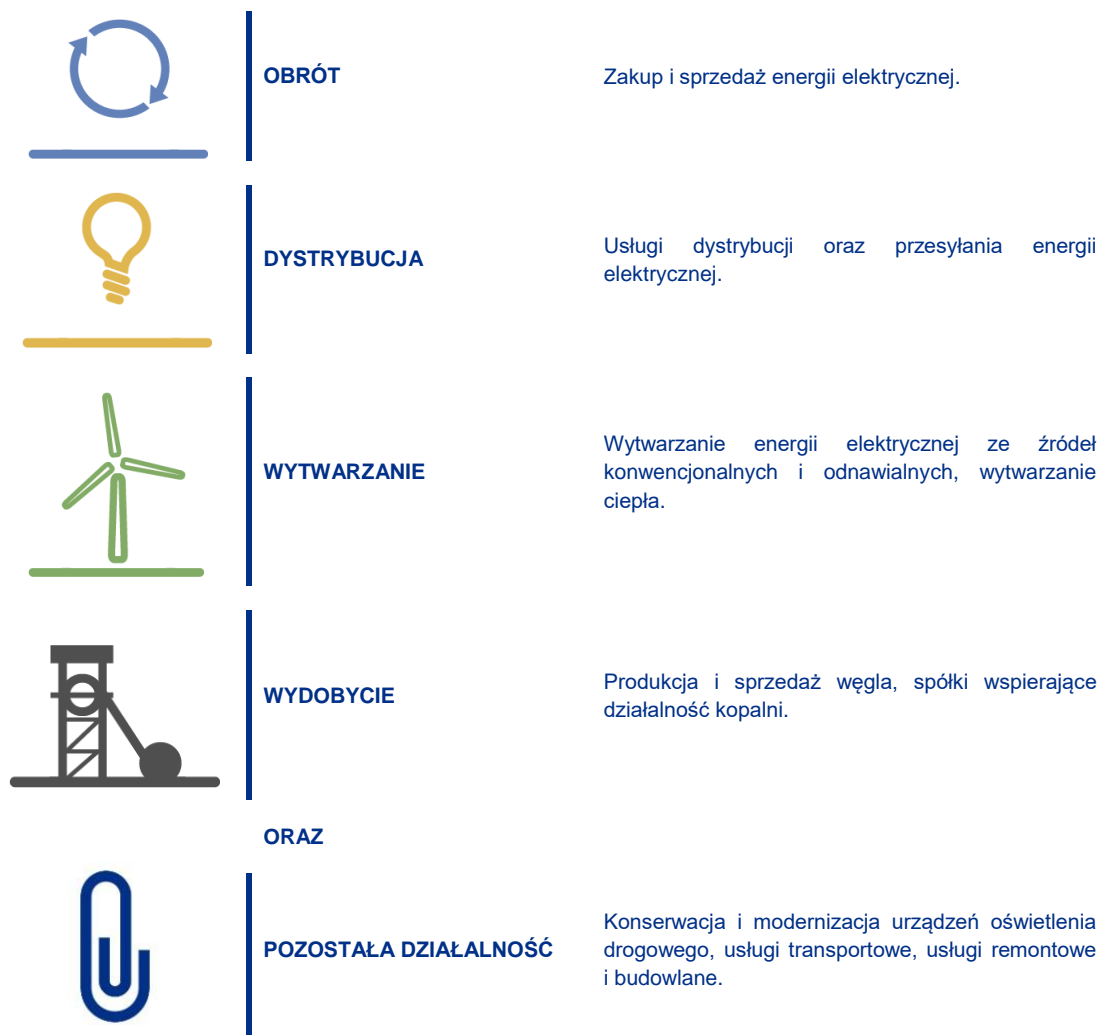 OBRÓT
Zakup i sprzedaż energii elektrycznej.
DYSTRYBUCJA
Usługi dystrybucji oraz przesyłania energii
elektrycznej.
WYTWARZANIE
Wytwarzanie energii elektrycznej ze źródeł
konwencjonalnych i odnawialnych, wytwarzanie
ciepła.
WYDOBYCIE
Produkcja i sprzedaż węgla, spółki wspierające
działalność kopalni.
ORAZ
POZOSTAŁA DZIAŁALNOŚĆ
Konserwacja i modernizacja urządzeń oświetlenia
drogowego, usługi transportowe, usługi remontowe
i budowlane.